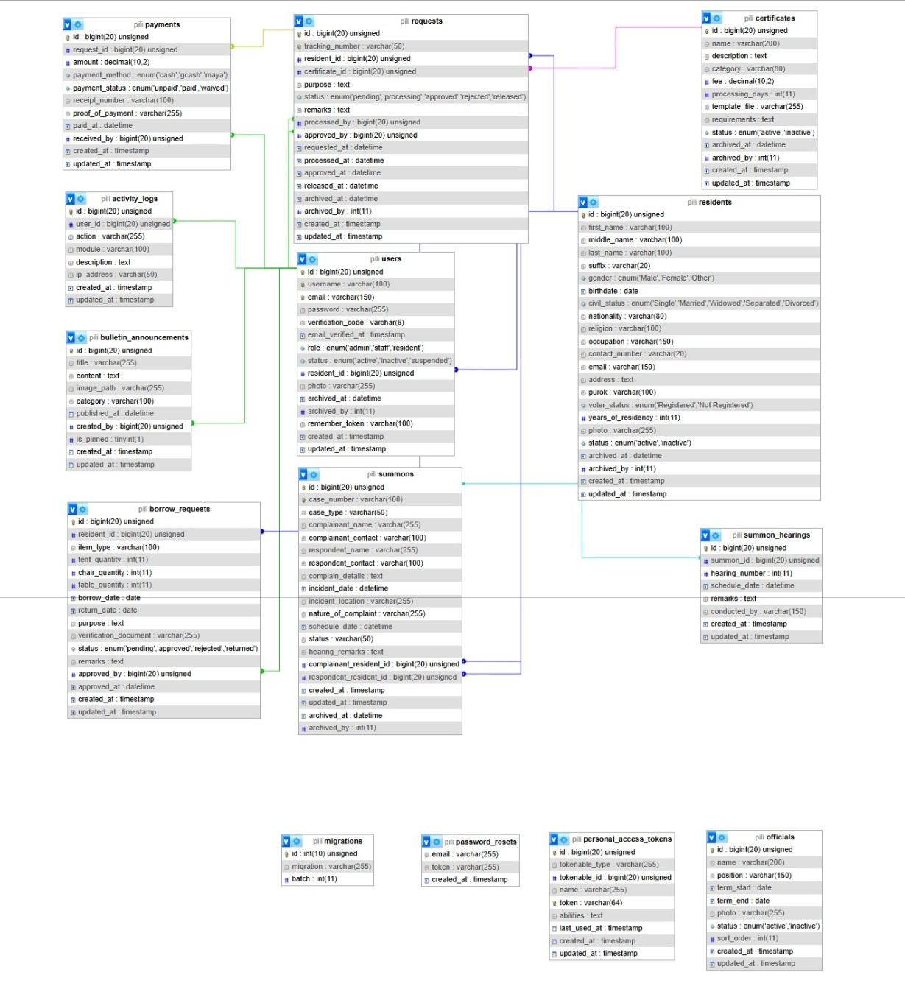 pili payments
id : bigint(20) unsigned
request_id : bigint(20) unsigned
amount : decimal(10,2)
payment_method : enum('cash','gcash','maya')
payment_status : enum('unpaid','paid','waived')
receipt_number : varchar(100)
proof_of_payment : varchar(255)
paid_at : datetime
received_by : bigint(20) unsigned
created_at : timestamp
updated_at : timestamp
pili requests
id : bigint(20) unsigned
tracking_number : varchar(50)
resident_id : bigint(20) unsigned
certificate_id : bigint(20) unsigned
purpose : text
status : enum('pending','processing','approved','rejected','released')
remarks : text
processed_by : bigint(20) unsigned
approved_by : bigint(20) unsigned
requested_at : datetime
processed_at : datetime
approved_at : datetime
released_at : datetime
archived_at : datetime
archived_by : int(11)
created_at : timestamp
updated_at : timestamp
pili certificates
id : bigint(20) unsigned
name : varchar(200)
description : text
category : varchar(80)
fee : decimal(10,2)
processing_days : int(11)
template_file : varchar(255)
requirements : text
status : enum('active','inactive')
archived_at : datetime
archived_by : int(11)
created_at : timestamp
updated_at : timestamp
pili activity_logs
id : bigint(20) unsigned
user_id : bigint(20) unsigned
action : varchar(255)
module : varchar(100)
description : text
ip_address : varchar(50)
created_at : timestamp
updated_at : timestamp
pili users
id : bigint(20) unsigned
username : varchar(100)
email : varchar(150)
password : varchar(255)
verification_code : varchar(6)
email_verified_at : timestamp
role : enum('admin','staff','resident')
status : enum('active','inactive','suspended')
resident_id : bigint(20) unsigned
photo : varchar(255)
archived_at : datetime
archived_by : int(11)
remember_token : varchar(100)
created_at : timestamp
updated_at : timestamp
pili residents
id : bigint(20) unsigned
first_name : varchar(100)
middle_name : varchar(100)
last_name : varchar(100)
suffix : varchar(20)
gender : enum('Male','Female','Other')
birthdate : date
civil_status : enum('Single','Married','Widowed','Separated','Divorced')
nationality : varchar(80)
religion : varchar(100)
occupation : varchar(150)
contact_number : varchar(20)
email : varchar(150)
address : text
purok : varchar(100)
voter_status : enum('Registered','Not Registered')
years_of_residency : int(11)
photo : varchar(255)
status : enum('active','inactive')
archived_at : datetime
archived_by : int(11)
created_at : timestamp
updated_at : timestamp
pili bulletin_announcements
id : bigint(20) unsigned
title : varchar(255)
content : text
image_path : varchar(255)
category : varchar(100)
published_at : datetime
created_by : bigint(20) unsigned
is_pinned : tinyint(1)
created_at : timestamp
updated_at : timestamp
pili borrow_requests
id : bigint(20) unsigned
resident_id : bigint(20) unsigned
item_type : varchar(100)
tent_quantity : int(11)
chair_quantity : int(11)
table_quantity : int(11)
borrow_date : date
return_date : date
purpose : text
verification_document : varchar(255)
status : enum('pending','approved','rejected','returned')
remarks : text
approved_by : bigint(20) unsigned
approved_at : datetime
created_at : timestamp
updated_at : timestamp
pili summons
id : bigint(20) unsigned
case_number : varchar(100)
case_type : varchar(50)
complainant_name : varchar(255)
complainant_contact : varchar(100)
respondent_name : varchar(255)
respondent_contact : varchar(100)
complain_details : text
incident_date : datetime
incident_location : varchar(255)
nature_of_complaint : varchar(255)
schedule_date : datetime
status : varchar(50)
hearing_remarks : text
complainant_resident_id : bigint(20) unsigned
respondent_resident_id : bigint(20) unsigned
created_at : timestamp
updated_at : timestamp
archived_at : datetime
archived_by : int(11)
pili summon_hearings
id : bigint(20) unsigned
summon_id : bigint(20) unsigned
hearing_number : int(11)
schedule_date : datetime
remarks : text
conducted_by : varchar(150)
created_at : timestamp
updated_at : timestamp
pili migrations
id : int(10) unsigned
migration : varchar(255)
batch : int(11)
pili password_resets
email : varchar(255)
token : varchar(255)
created_at : timestamp
pili personal_access_tokens
id : bigint(20) unsigned
tokenable_type : varchar(255)
tokenable_id : bigint(20) unsigned
name : varchar(255)
token : varchar(64)
abilities : text
last_used_at : timestamp
created_at : timestamp
updated_at : timestamp
pili officials
id : bigint(20) unsigned
name : varchar(200)
position : varchar(150)
term_start : date
term_end : date
photo : varchar(255)
status : enum('active','inactive')
sort_order : int(11)
created_at : timestamp
updated_at : timestamp